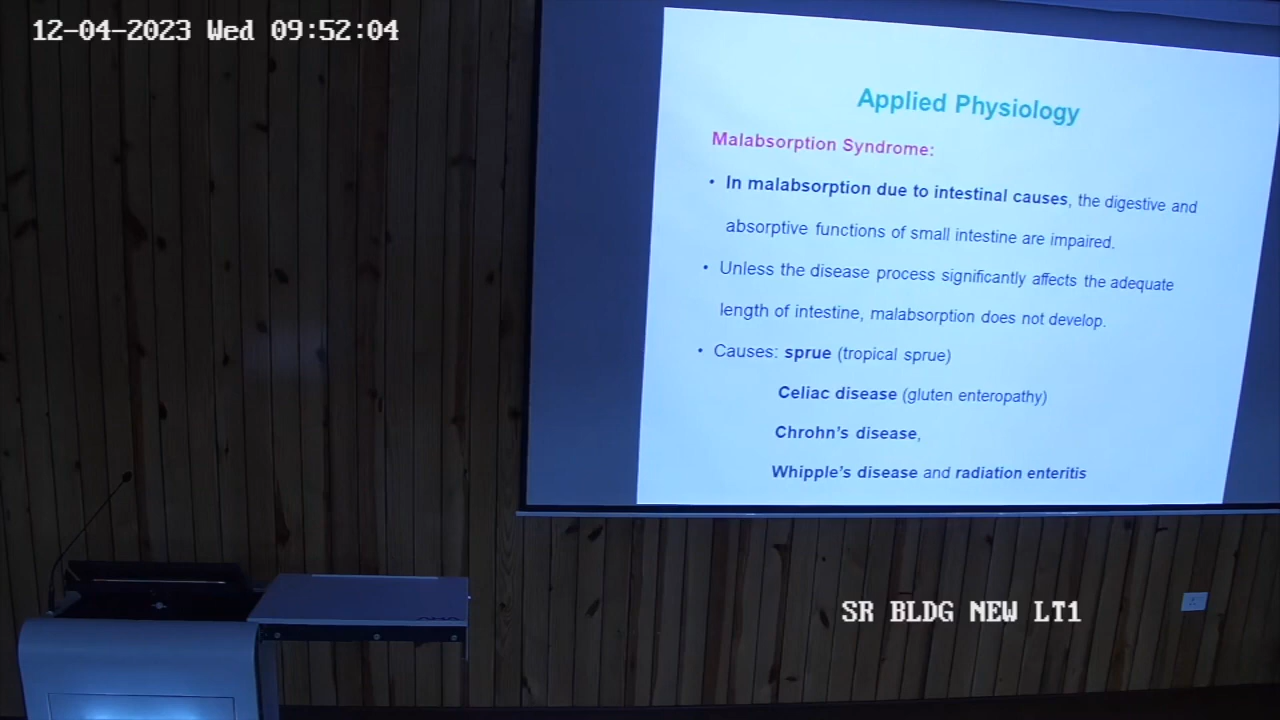 12-04-2023 Wed 09:52:04
Applied Physiology
Malabsorption Syndrome:
• In malabsorption due to intestinal causes, the digestive and
absorptive functions of small intestine are impaired.
• Unless the disease process significantly affects the adequate
length of intestine, malabsorption does not develop.
• Causes: sprue (tropical sprue)
Celiac disease (gluten enteropathy)
Chrohn's disease,
Whipple's disease and radiation enteritis
SR BLDG NEW LT1